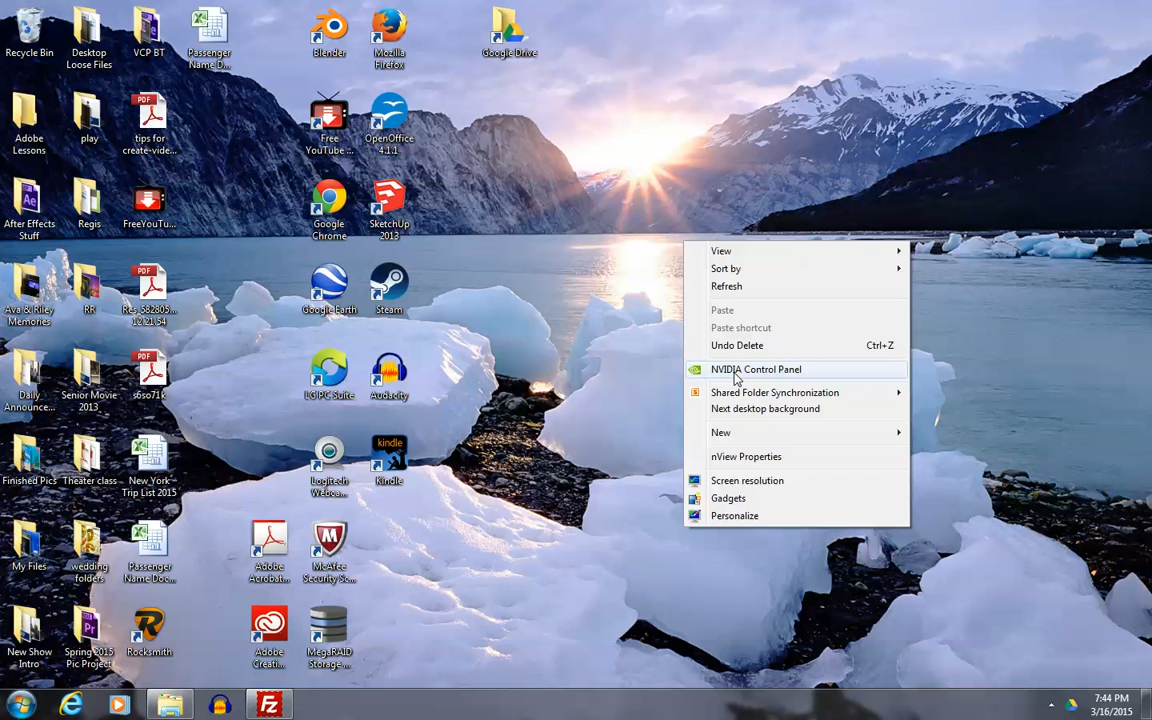 Recycle Bin
Desktop
Loose Files
VCP BT
Passenger
Name D...
Blender
Mozilla
Firefox
Google Drive
Adobe
Lessons
play
PDF
tips for
create-vide...
Free
YouTube ...
OpenOffice
4.1.1
After Effects
Stuff
Regis
FreeYouTu...
Google
Chrome
SketchUp
2013
Ava & Riley
Memories
RR
PDF
Res_582805...
12.21.54
Google Earth
Steam
Daily
Announce...
Senior Movie
2013
PDF
s6so71k
LG PC Suite
Audacity
Finished Pics
Theater class
New York
Trip List 2015
Logitech
Webca...
kindle
Kindle
My Files
wedding
folders
Passenger
Name Doc...
Adobe
Acrobat...
McAfee
Security Sc...
New Show
Intro
Spring 2015
Pic Project
Rocksmith
Adobe
Creati...
MegaRAID
Storage ...
View
Sort by
Refresh
Paste
Paste shortcut
Undo Delete Ctrl+Z
NVIDIA Control Panel
Shared Folder Synchronization
Next desktop background
New
nView Properties
Screen resolution
Gadgets
Personalize
7:44 PM
3/16/2015